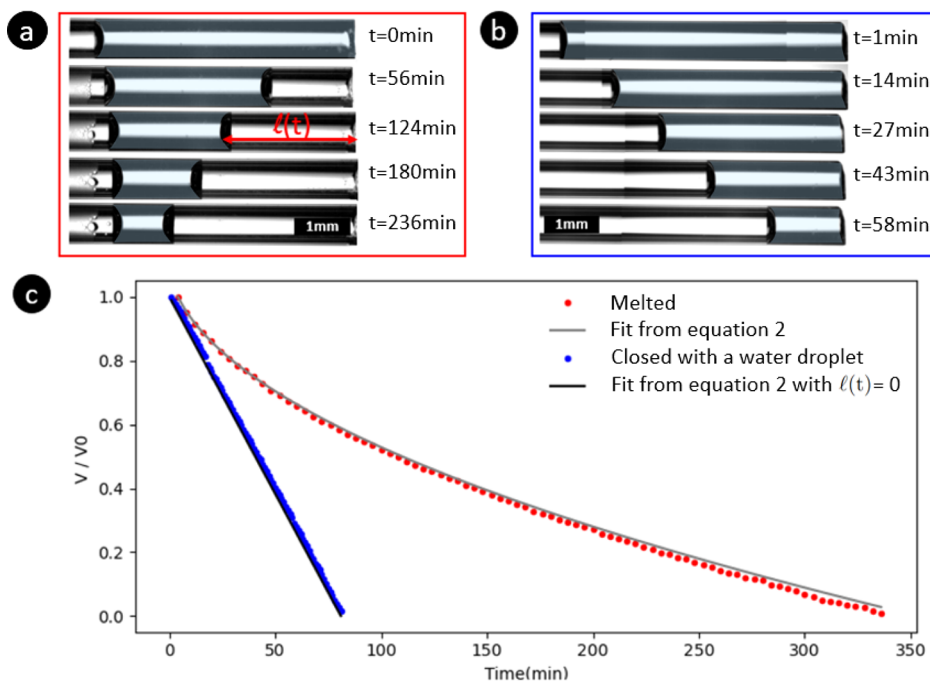 a
t=0min
t=56min
ℓ(t)
t=124min
t=180min
1mm
t=236min
b
t=1min
t=14min
t=27min
t=43min
1mm
t=58min
c
Melted
Fit from equation 2
Closed with a water droplet
Fit from equation 2 with ℓ(t)= 0
V / V0
1.0
0.8
0.6
0.4
0.2
0.0
0 50 100 150 200 250 300 350
Time(min)